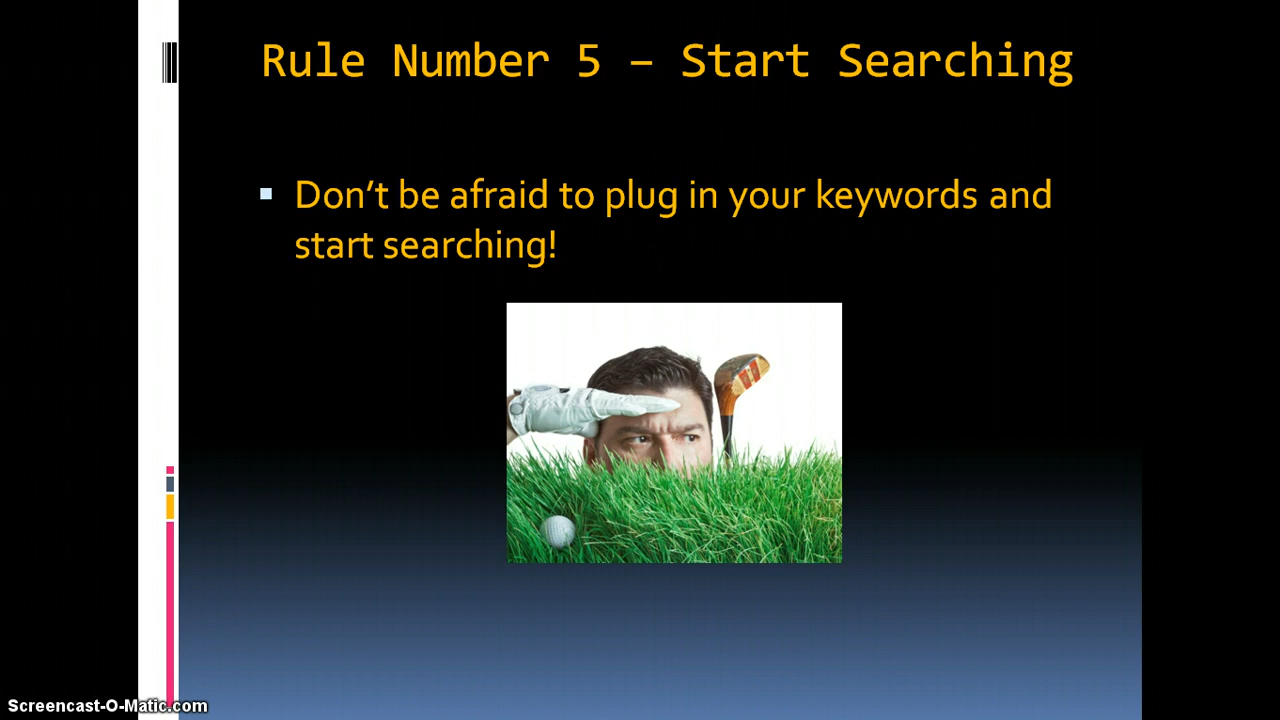 Rule Number 5 – Start Searching
Don’t be afraid to plug in your keywords and
start searching!
Screencast-O-Matic.com